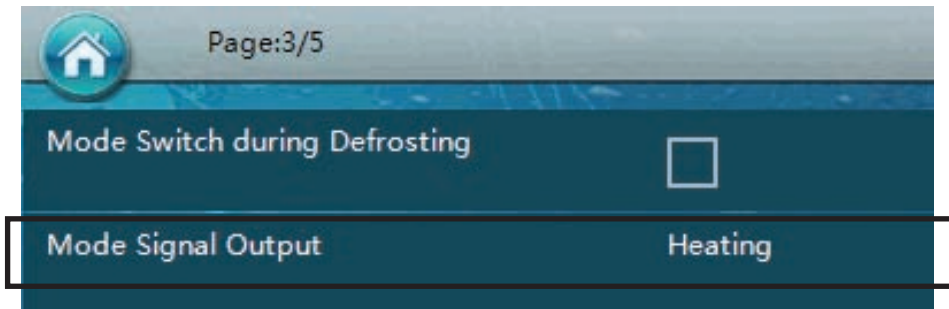 Page:3/5
Mode Switch during Defrosting
Mode Signal Output Heating